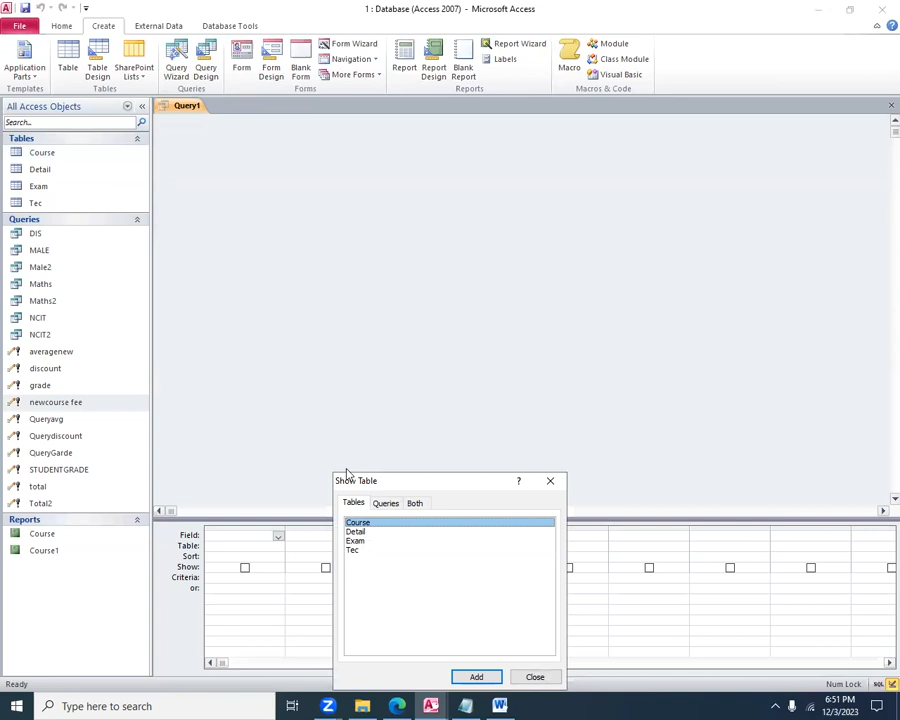 1 : Database (Access 2007) - Microsoft Access
File Home Create External Data Database Tools
Application Parts
Table
Table Design
SharePoint Lists
Query Wizard
Query Design
Form
Form Design
Blank Form
Form Wizard
Navigation
More Forms
Report
Report Design
Blank Report
Report Wizard
Labels
Macro
Module
Class Module
Visual Basic
Templates Tables Queries Forms Reports Macros & Code
All Access Objects
Search...
Tables
Course
Detail
Exam
Tec
Queries
DIS
MALE
Male2
Maths
Maths2
NCIT
NCIT2
averagenew
discount
grade
newcourse fee
Queryavg
Querydiscount
QueryGarde
STUDENTGRADE
total
Total2
Reports
Course
Course1
Query1
Field:
Table:
Sort:
Show:
Criteria:
or:
Show Table
Tables Queries Both
Course
Detail
Exam
Tec
Add Close
Ready Num Lock SQL
Type here to search
6:51 PM
12/3/2023